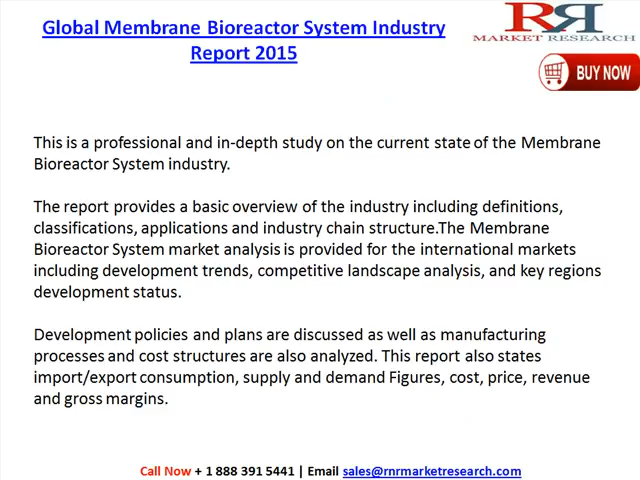 Global Membrane Bioreactor System Industry
Report 2015
RR
MARKET RESEARCH
BUY NOW
This is a professional and in-depth study on the current state of the Membrane
Bioreactor System industry.
The report provides a basic overview of the industry including definitions,
classifications, applications and industry chain structure.The Membrane
Bioreactor System market analysis is provided for the international markets
including development trends, competitive landscape analysis, and key regions
development status.
Development policies and plans are discussed as well as manufacturing
processes and cost structures are also analyzed. This report also states
import/export consumption, supply and demand Figures, cost, price, revenue
and gross margins.
Call Now + 1 888 391 5441 | Email sales@rnrmarketresearch.com